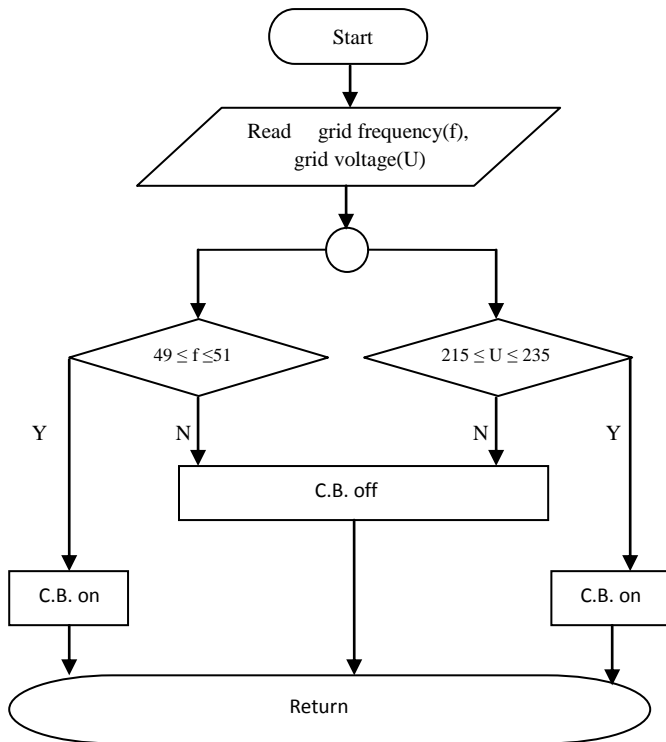 Start
Read grid frequency(f),
grid voltage(U)
49 ≤ f ≤51
215 ≤ U ≤ 235
Y
N
N
Y
C.B. off
C.B. on
C.B. on
Return